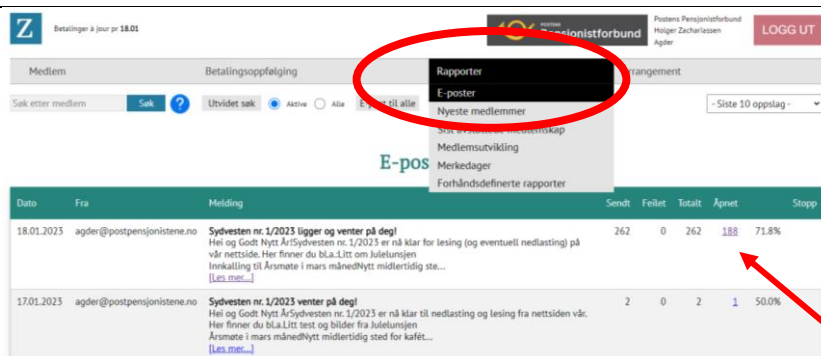 Z
Betalinger à jour pr 18.01
POSTENS
Pensjonistforbund
Postens Pensjonistforbund
Holger Zachariassen
Agder
LOGG UT
Medlem
Betalingsoppfølging
Rapporter
rrangement
Søk etter medlem
Søk
?
Utvidet søk
Aktive
Alle
E-post til alle
- Siste 10 oppslag -
E-poster
Nyeste medlemmer
Sist avsluttede medlemskap
Medlemsutvikling
Merkedager
Forhåndsdefinerte rapporter
E-pos
Dato
Fra
Melding
Sendt
Feilet
Totalt
Åpnet
Stopp
18.01.2023
agder@postpensjonistene.no
Sydvesten nr. 1/2023 ligger og venter på deg!
Hei og Godt Nytt År!Sydvesten nr. 1/2023 er nå klar for lesing (og eventuell nedlasting) på
vår nettside. Her finner du bl.a.:Litt om Julelunsjen
Innkalling til Årsmøte i mars månedNytt midlertidig ste...
[Les mer...]
262
0
262
188
71.8%
17.01.2023
agder@postpensjonistene.no
Sydvesten nr. 1/2023 venter på deg!
Hei og Godt Nytt ÅrSydvesten nr. 1/2023 er nå klar til nedlasting og lesing fra nettsiden vår.
Her finner du bl.a.Litt test og bilder fra Julelunsjen
Årsmøte i mars månedNytt midlertidig sted for kafét...
[Les mer...]
2
0
2
1
50.0%